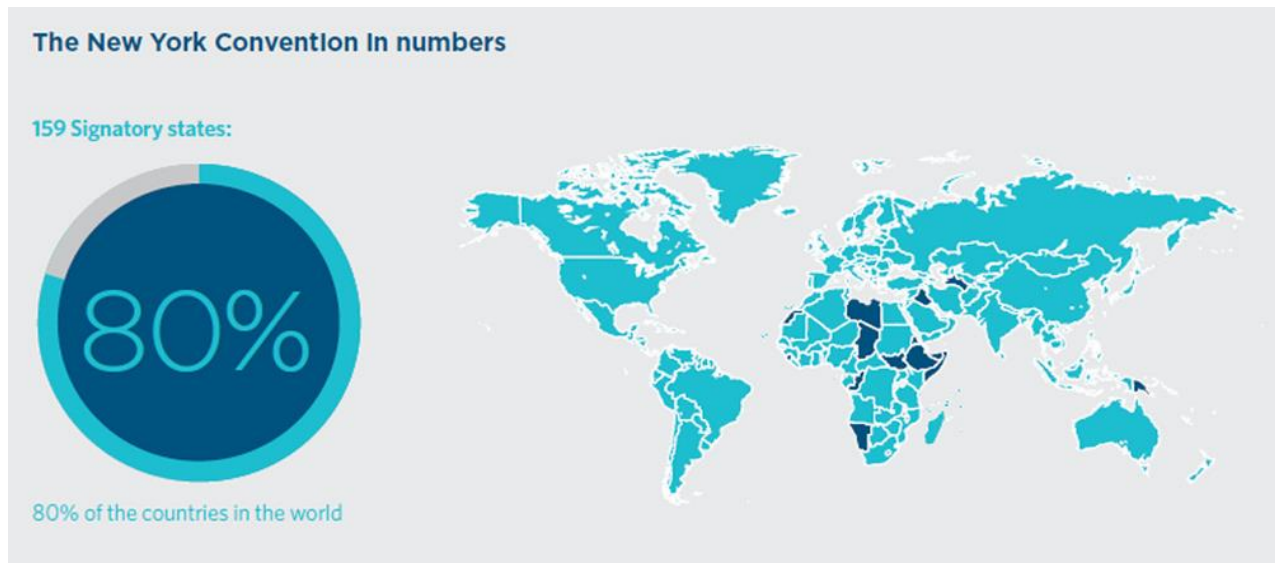 The New York Convention in numbers
159 Signatory states:
80%
80% of the countries in the world